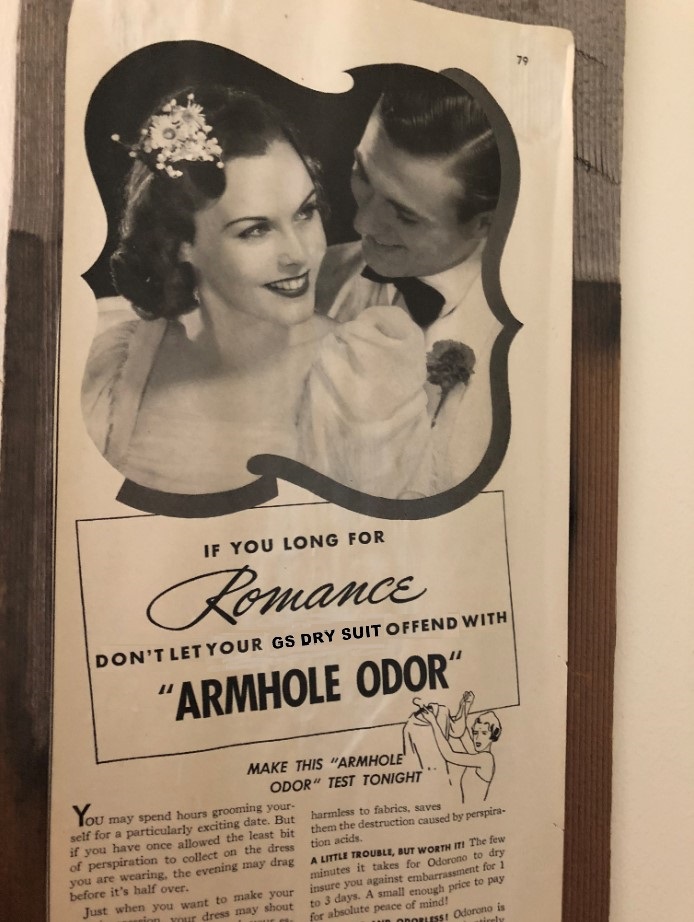 79
IF YOU LONG FOR
Romance
DON'T LET YOUR GS DRY SUIT OFFEND WITH
"ARMHOLE ODOR"
MAKE THIS "ARMHOLE
ODOR" TEST TONIGHT . .
YOU may spend hours grooming your-
self for a particularly exciting date. But
if you have once allowed the least bit
of perspiration to collect on the dress
you are wearing, the evening may drag
before it's half over.
Just when you want to make your
your dress may shout
harmless to fabrics, saves
them the destruction caused by perspira-
tion acids.
A LITTLE TROUBLE, BUT WORTH IT! The few
minutes it takes for Odorono to dry
insure you against embarrassment for 1
to 3 days. A small enough price to pay
for absolute peace of mind!
ODORLESS! Odorono is